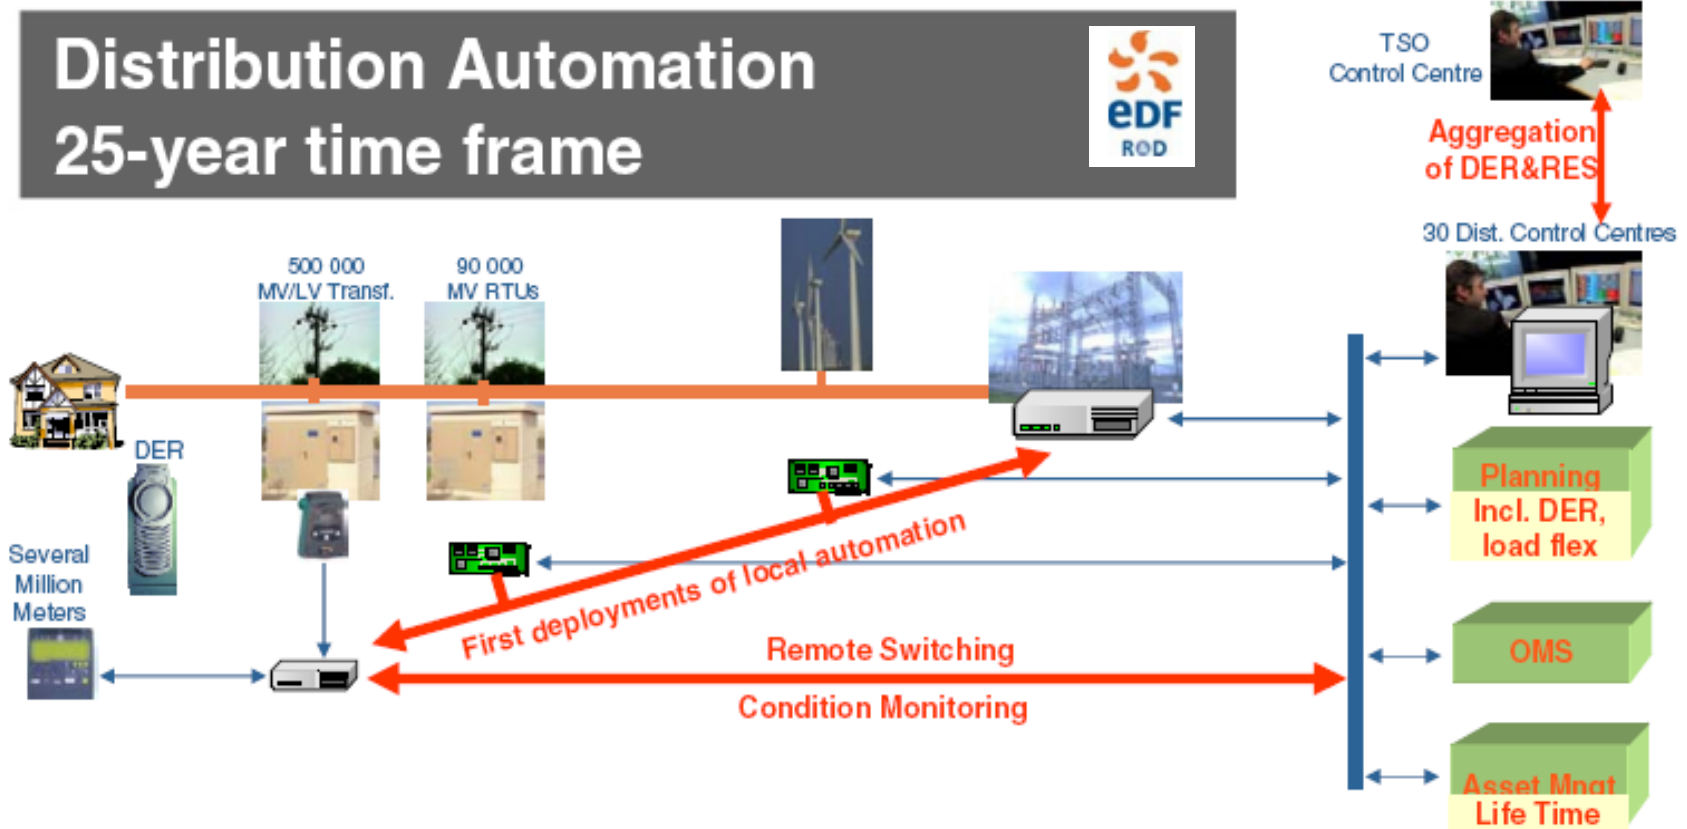 Distribution Automation
25-year time frame
eDF
R&D
TSO
Control Centre
Aggregation
of DER&RES
30 Dist. Control Centres
500 000
MV/LV Transf.
90 000
MV RTUs
DER
Several
Million
Meters
First deployments of local automation
Remote Switching
Condition Monitoring
Planning
Incl. DER,
load flex
OMS
Asset Mngt
Life Time